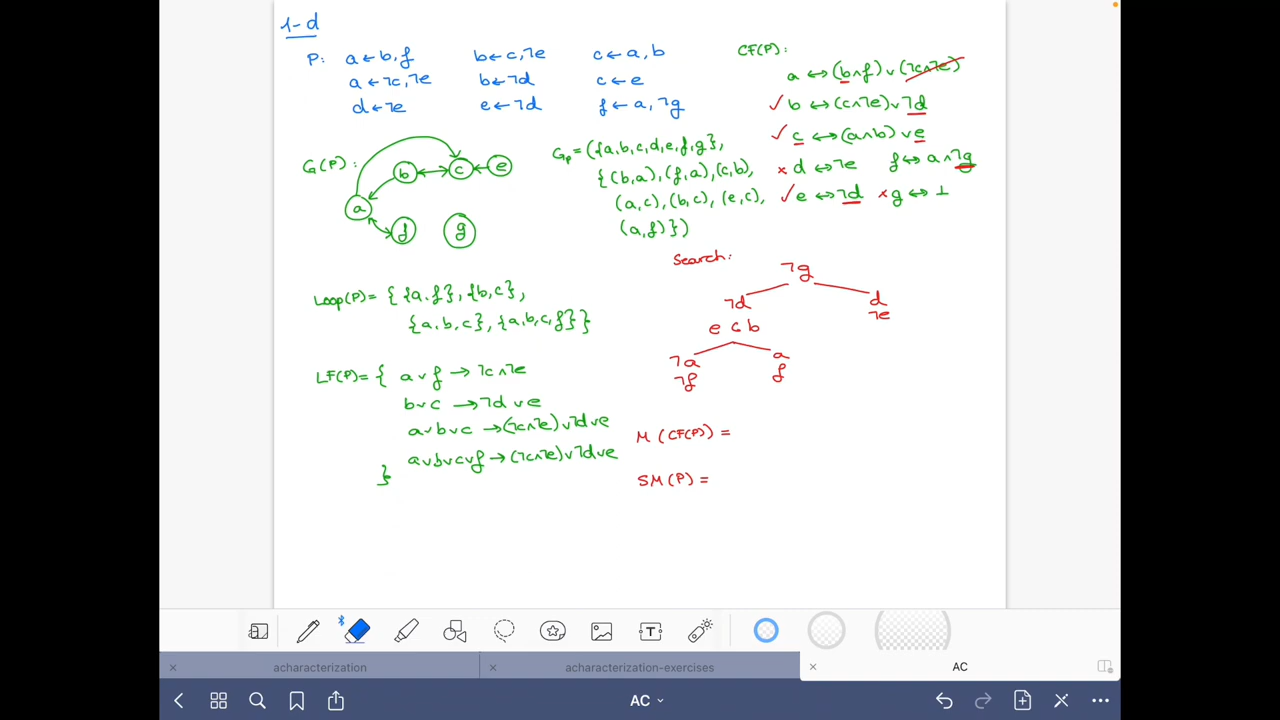 1-d
P: a ← b, f   b ← c, ¬e   c ← a, b
a ← ¬c, ¬e   b ← ¬d   c ← e
d ← ¬e   e ← ¬d   f ← a, ¬g
CF(P):
a ↔ (b ∧ f) ∨ (¬c ∧ ¬e)
✓ b ↔ (c ∧ ¬e) ∨ ¬d
✓ c ↔ (a ∧ b) ∨ e
× d ↔ ¬e   f ↔ a ∧ ¬g
✓ e ↔ ¬d   × g ↔ ⊥
G(P):
a
b
c
e
f
g
G_P = ({a,b,c,d,e,f,g},
{(b,a), (f,a), (c,b),
(a,c), (b,c), (e,c),
(a,f)})
Search:
¬g
¬d   d
e c b   ¬e
¬a   a
¬f   f
Loop(P) = { {a,f}, {b,c},
{a,b,c}, {a,b,c,f} }
LF(P) = { a ∨ f → ¬c ∧ ¬e
b ∨ c → ¬d ∨ e
a ∨ b ∨ c → (¬c ∧ ¬e) ∨ ¬d ∨ e
a ∨ b ∨ c ∨ f → (¬c ∧ ¬e) ∨ ¬d ∨ e
}
M (CF(P)) =
SM(P) =
T
× acharacterization
× acharacterization-exercises
× AC
AC